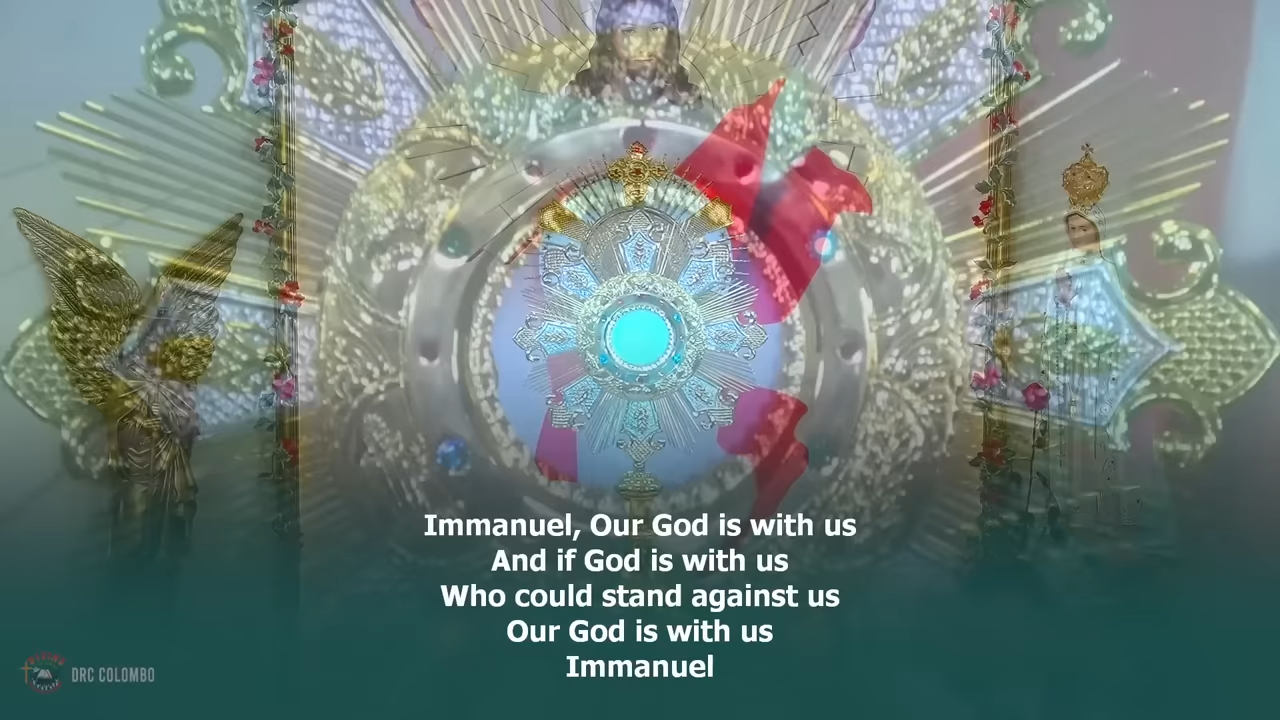 Immanuel, Our God is with us
And if God is with us
Who could stand against us
Our God is with us
Immanuel
DRC COLOMBO